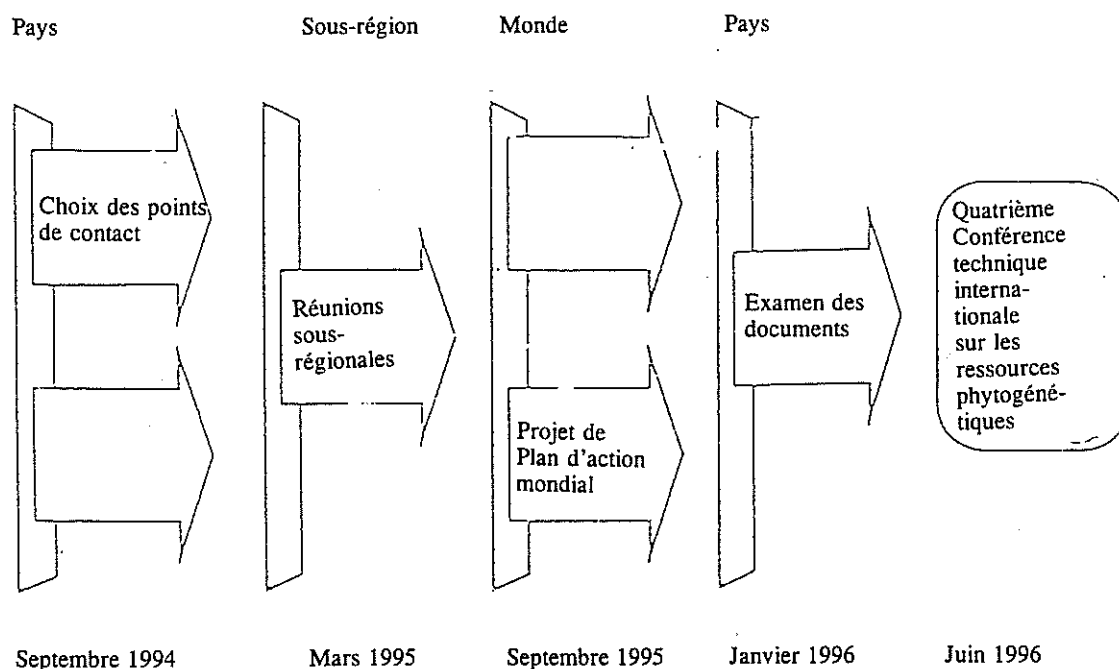 Pays
Sous-région
Monde
Pays
Choix des points
de contact
Réunions
sous-
régionales
Projet de
Plan d'action
mondial
Examen des
documents
Quatrième
Conférence
technique
interna-
tionale
sur les
ressources
phytogéné-
tiques
Septembre 1994
Mars 1995
Septembre 1995
Janvier 1996
Juin 1996